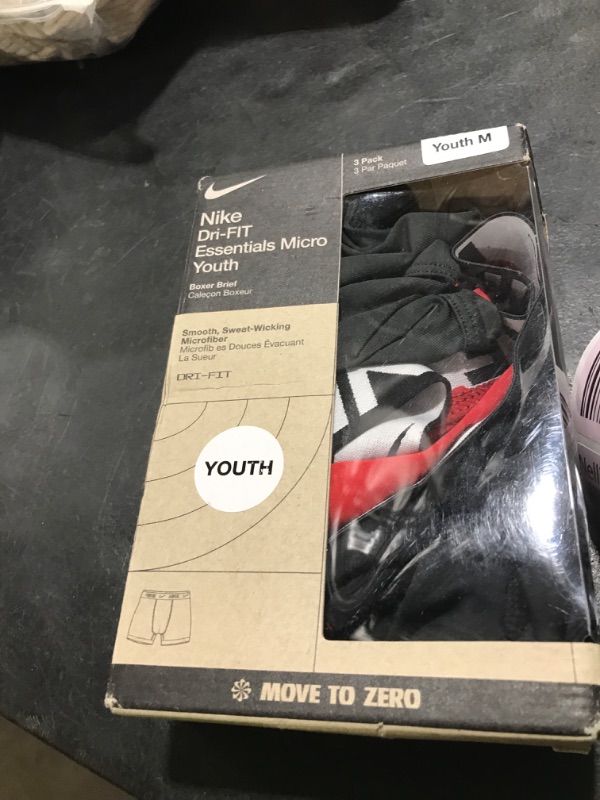 Youth M
3 Pack
3 Par Paquet
Nike
Dri-FIT
Essentials Micro
Youth
Boxer Brief
Caleçon Boxeur
Smooth, Sweat-Wicking
Microfiber
Microfib es Douces Évacuant
La Sueur
DRI-FIT
YOUTH
MOVE TO ZERO